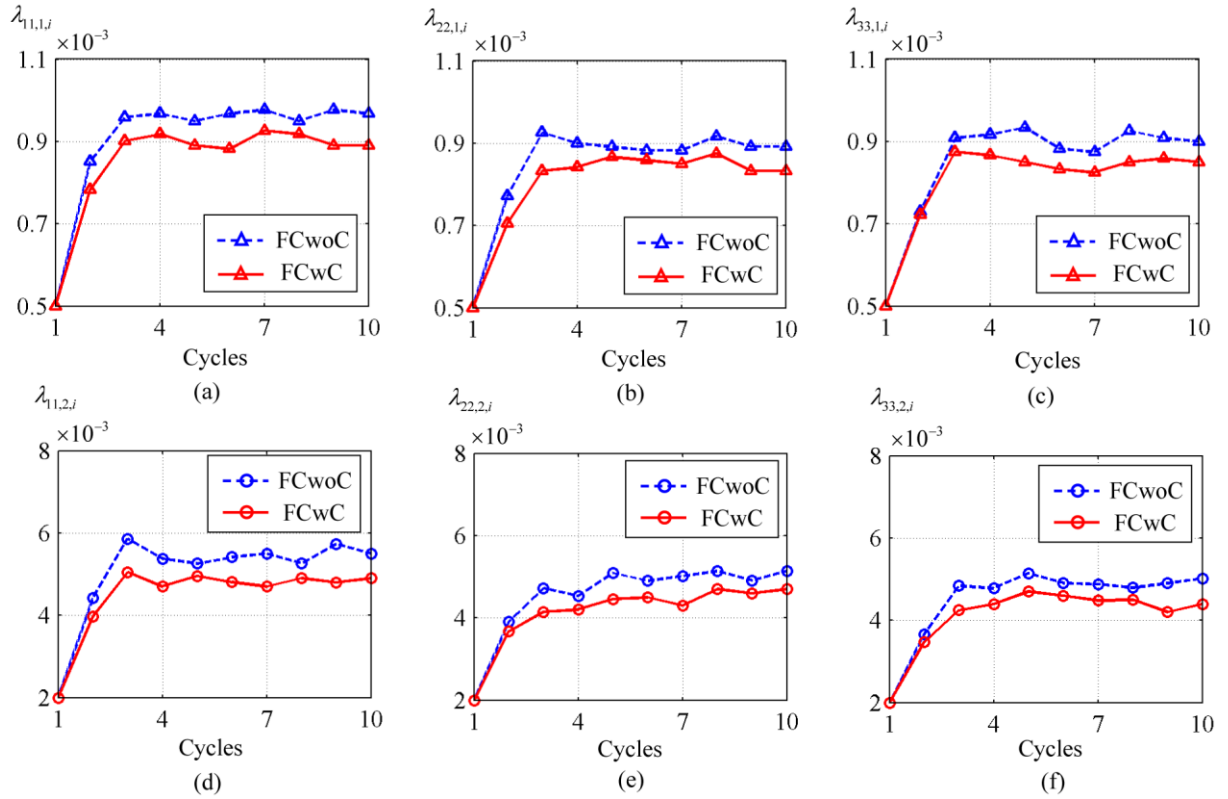 λ11,1,i
×10−3
1.1
0.9
0.7
0.5
FCwoC
FCwC
1 4 7 10
Cycles
(a)
λ22,1,i
×10−3
1.1
0.9
0.7
0.5
FCwoC
FCwC
1 4 7 10
Cycles
(b)
λ33,1,i
×10−3
1.1
0.9
0.7
0.5
FCwoC
FCwC
1 4 7 10
Cycles
(c)
λ11,2,i
×10−3
8
6
4
2
FCwoC
FCwC
1 4 7 10
Cycles
(d)
λ22,2,i
×10−3
8
6
4
2
FCwoC
FCwC
1 4 7 10
Cycles
(e)
λ33,2,i
×10−3
8
6
4
2
FCwoC
FCwC
1 4 7 10
Cycles
(f)